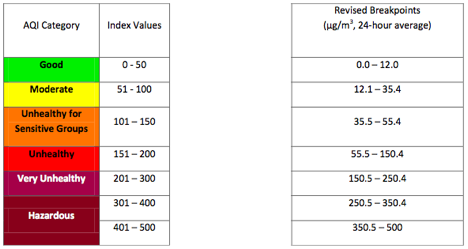 AQI Category Index Values Revised Breakpoints
(µg/m³, 24-hour average)
Good 0 - 50 0.0 – 12.0
Moderate 51 - 100 12.1 – 35.4
Unhealthy for
Sensitive Groups 101 – 150 35.5 – 55.4
Unhealthy 151 – 200 55.5 – 150.4
Very Unhealthy 201 – 300 150.5 – 250.4
Hazardous 301 – 400 250.5 – 350.4
401 – 500 350.5 – 500